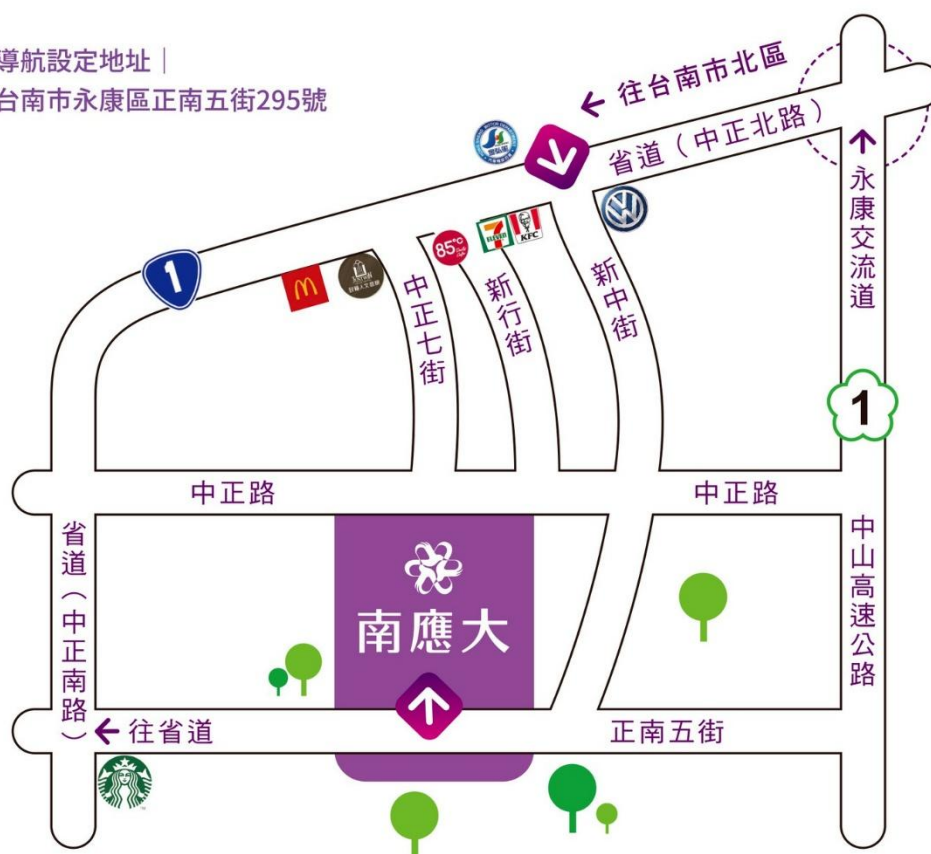 導航設定地址｜
台南市永康區正南五街295號
← 往台南市北區
省道（中正北路）
永康交流道
1
85°C
7
ELEVEN
KFC
中正七街
新行街
新中街
1
中正路
中正路
省道（中正南路）
南應大
中山高速公路
← 往省道
正南五街